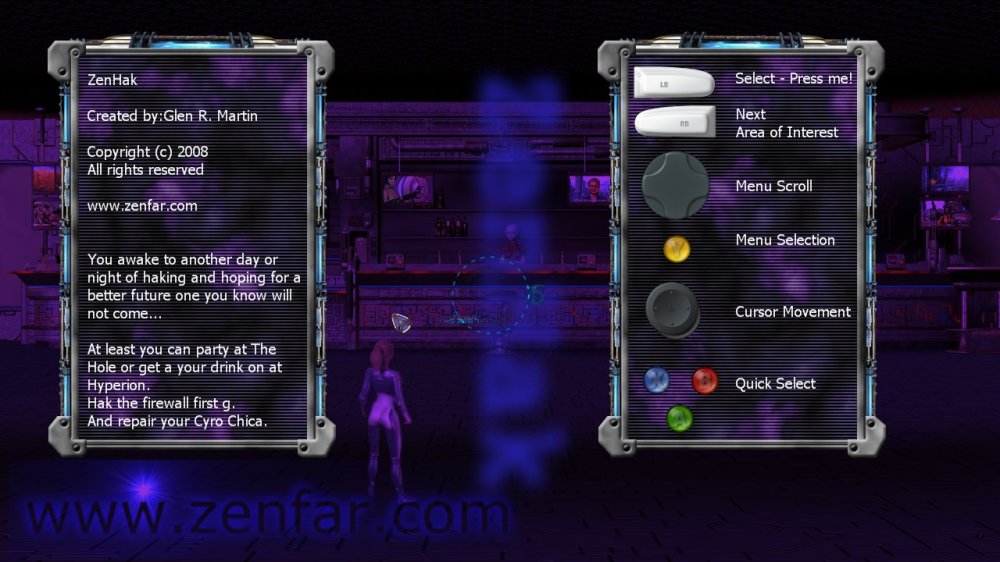 ZenHak
Created by:Glen R. Martin
Copyright (c) 2008
All rights reserved
www.zenfar.com
You awake to another day or
night of haking and hoping for a
better future one you know will
not come...
At least you can party at The
Hole or get a your drink on at
Hyperion.
Hak the firewall first g.
And repair your Cyro Chica.
LB
Select - Press me!
RB
Next
Area of Interest
Menu Scroll
Y
Menu Selection
Cursor Movement
X
B
Quick Select
A
www.zenfar.com